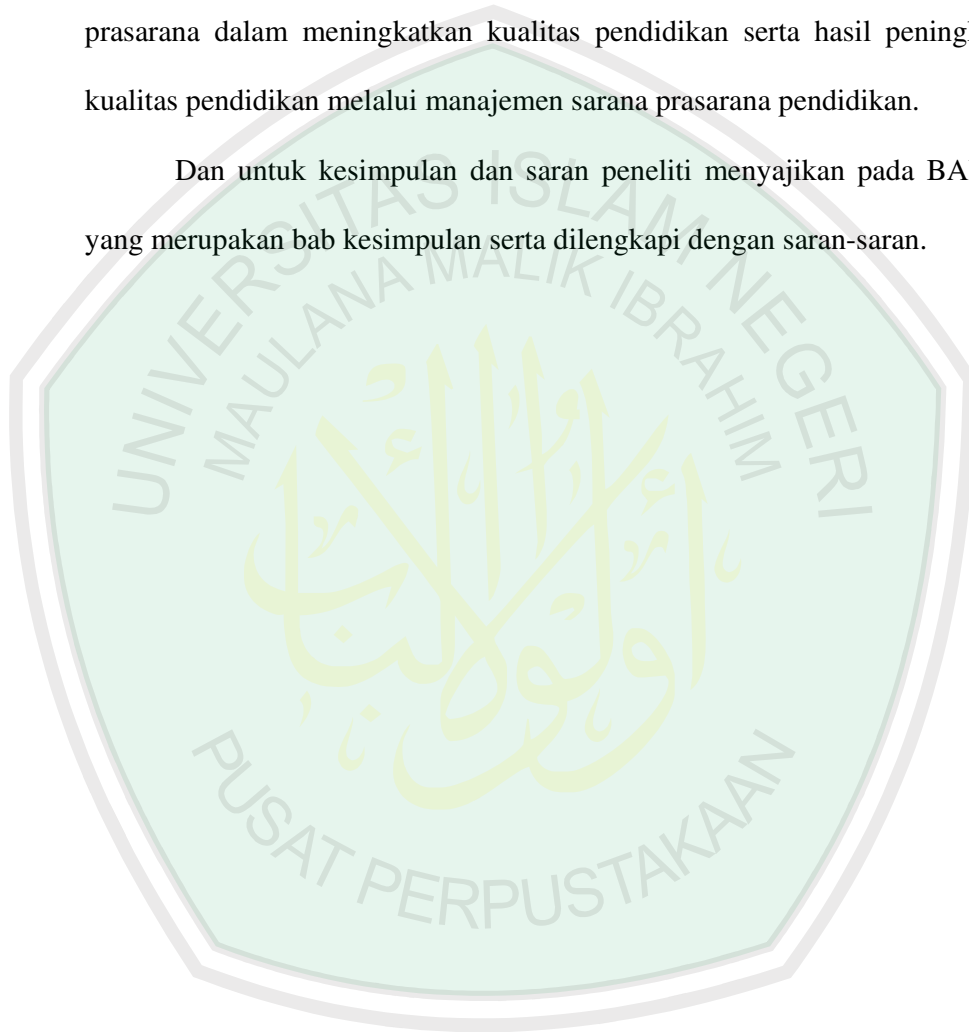 prasarana dalam meningkatkan kualitas pendidikan serta hasil pening
kualitas pendidikan melalui manajemen sarana prasarana pendidikan.
Dan untuk kesimpulan dan saran peneliti menyajikan pada BA
yang merupakan bab kesimpulan serta dilengkapi dengan saran-saran.
UNIVERSITAS ISLAM NEGERI
MAULANA MALIK IBRAHIM
PUSAT PERPUSTAKAAN